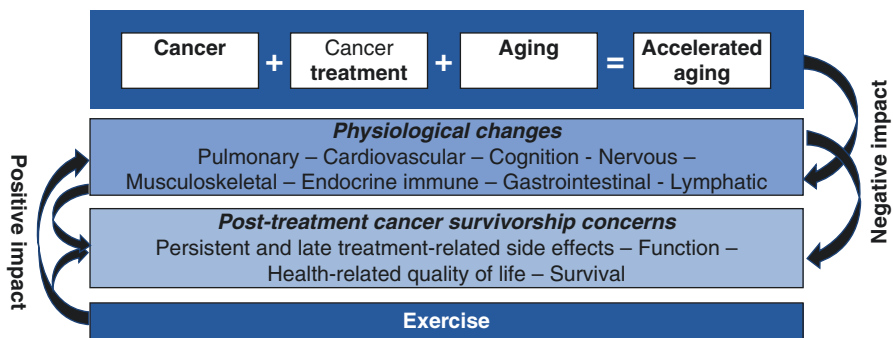 Cancer + Cancer treatment + Aging = Accelerated aging
Physiological changes
Pulmonary – Cardiovascular – Cognition - Nervous –
Musculoskeletal – Endocrine immune – Gastrointestinal - Lymphatic
Post-treatment cancer survivorship concerns
Persistent and late treatment-related side effects – Function –
Health-related quality of life – Survival
Exercise
Positive impact
Negative impact